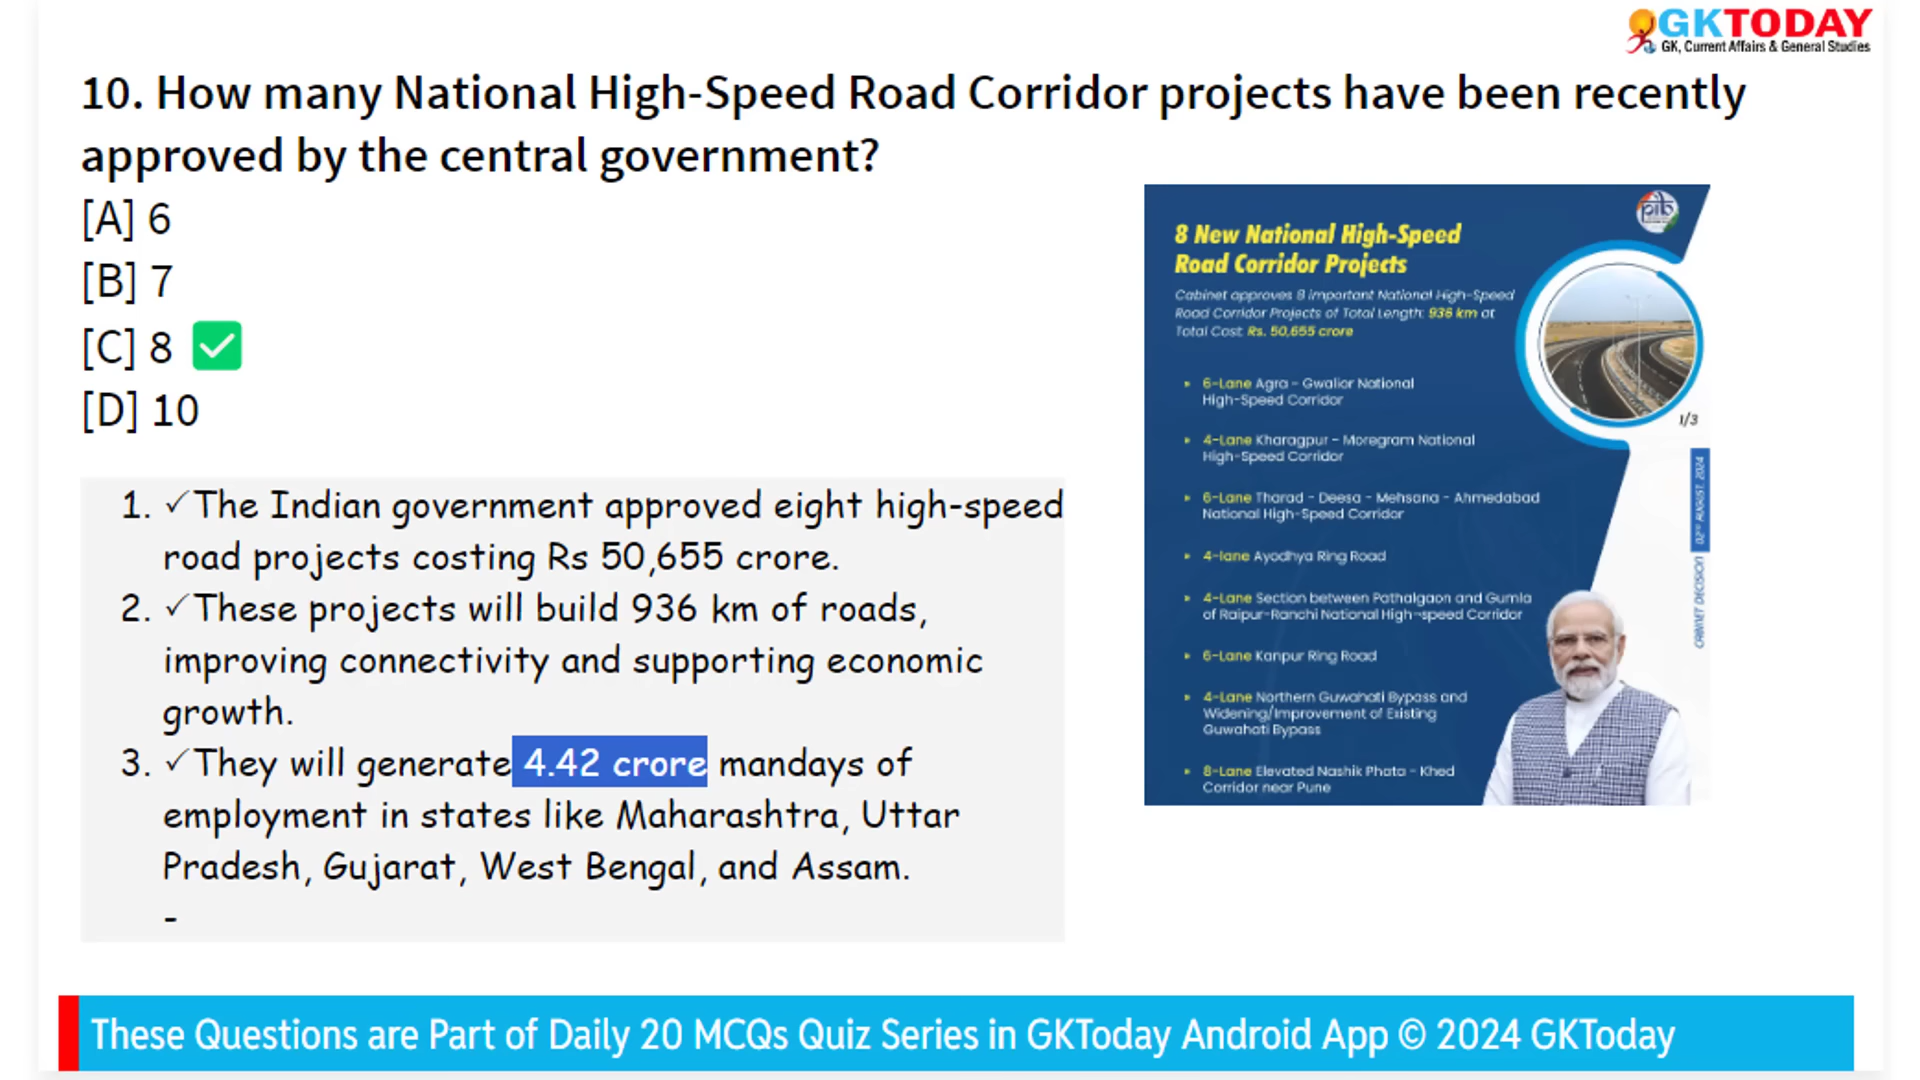 GKTODAY
GK, Current Affairs & General Studies
10. How many National High-Speed Road Corridor projects have been recently
approved by the central government?
[A] 6
[B] 7
[C] 8 ✅
[D] 10
1. ✓The Indian government approved eight high-speed
road projects costing Rs 50,655 crore.
2. ✓These projects will build 936 km of roads,
improving connectivity and supporting economic
growth.
3. ✓They will generate 4.42 crore mandays of
employment in states like Maharashtra, Uttar
Pradesh, Gujarat, West Bengal, and Assam.
-
pib
8 New National High-Speed
Road Corridor Projects
Cabinet approves 8 important National High-Speed
Road Corridor Projects of Total Length: 936 km at
Total Cost: Rs. 50,655 crore
6-Lane Agra - Gwalior National
High-Speed Corridor
4-Lane Kharagpur - Moregram National
High-Speed Corridor
6-Lane Tharad - Deesa - Mehsana - Ahmedabad
National High-Speed Corridor
4-lane Ayodhya Ring Road
4-Lane Section between Pathalgaon and Gumla
of Raipur-Ranchi National High-speed Corridor
6-Lane Kanpur Ring Road
4-Lane Northern Guwahati Bypass and
Widening/Improvement of Existing
Guwahati Bypass
8-Lane Elevated Nashik Phata - Khed
Corridor near Pune
1/3
CABINET DECISION 02ND AUGUST, 2024
These Questions are Part of Daily 20 MCQs Quiz Series in GKToday Android App © 2024 GKToday